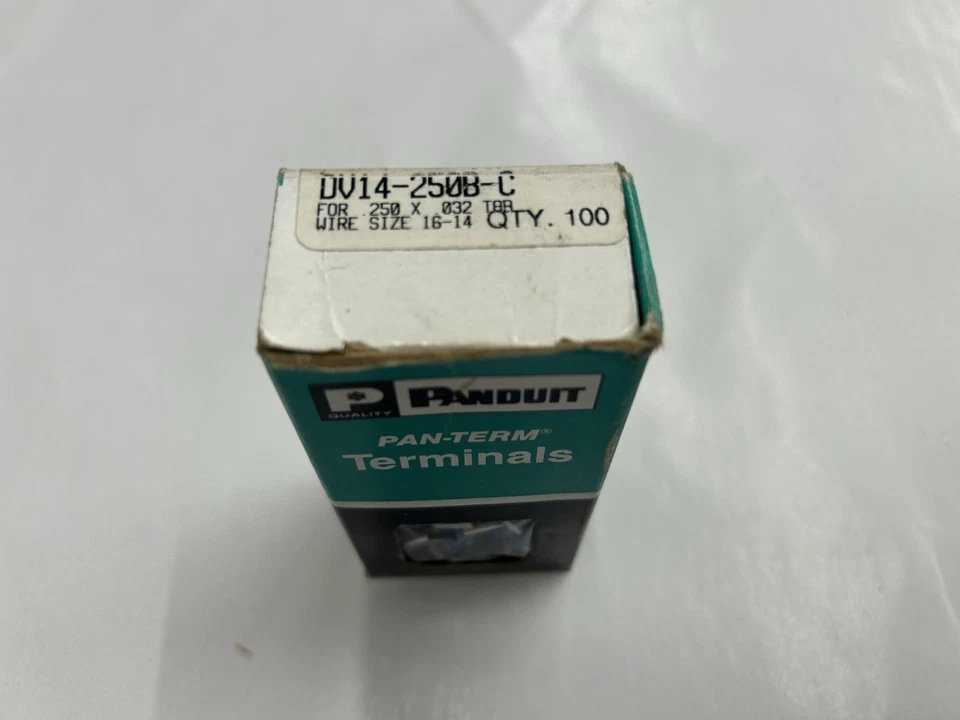 DV14-250B-C
FOR .250 X .032 TAB
WIRE SIZE 16-14 QTY. 100
P PANDUIT
QUALITY
PAN-TERM®
Terminals